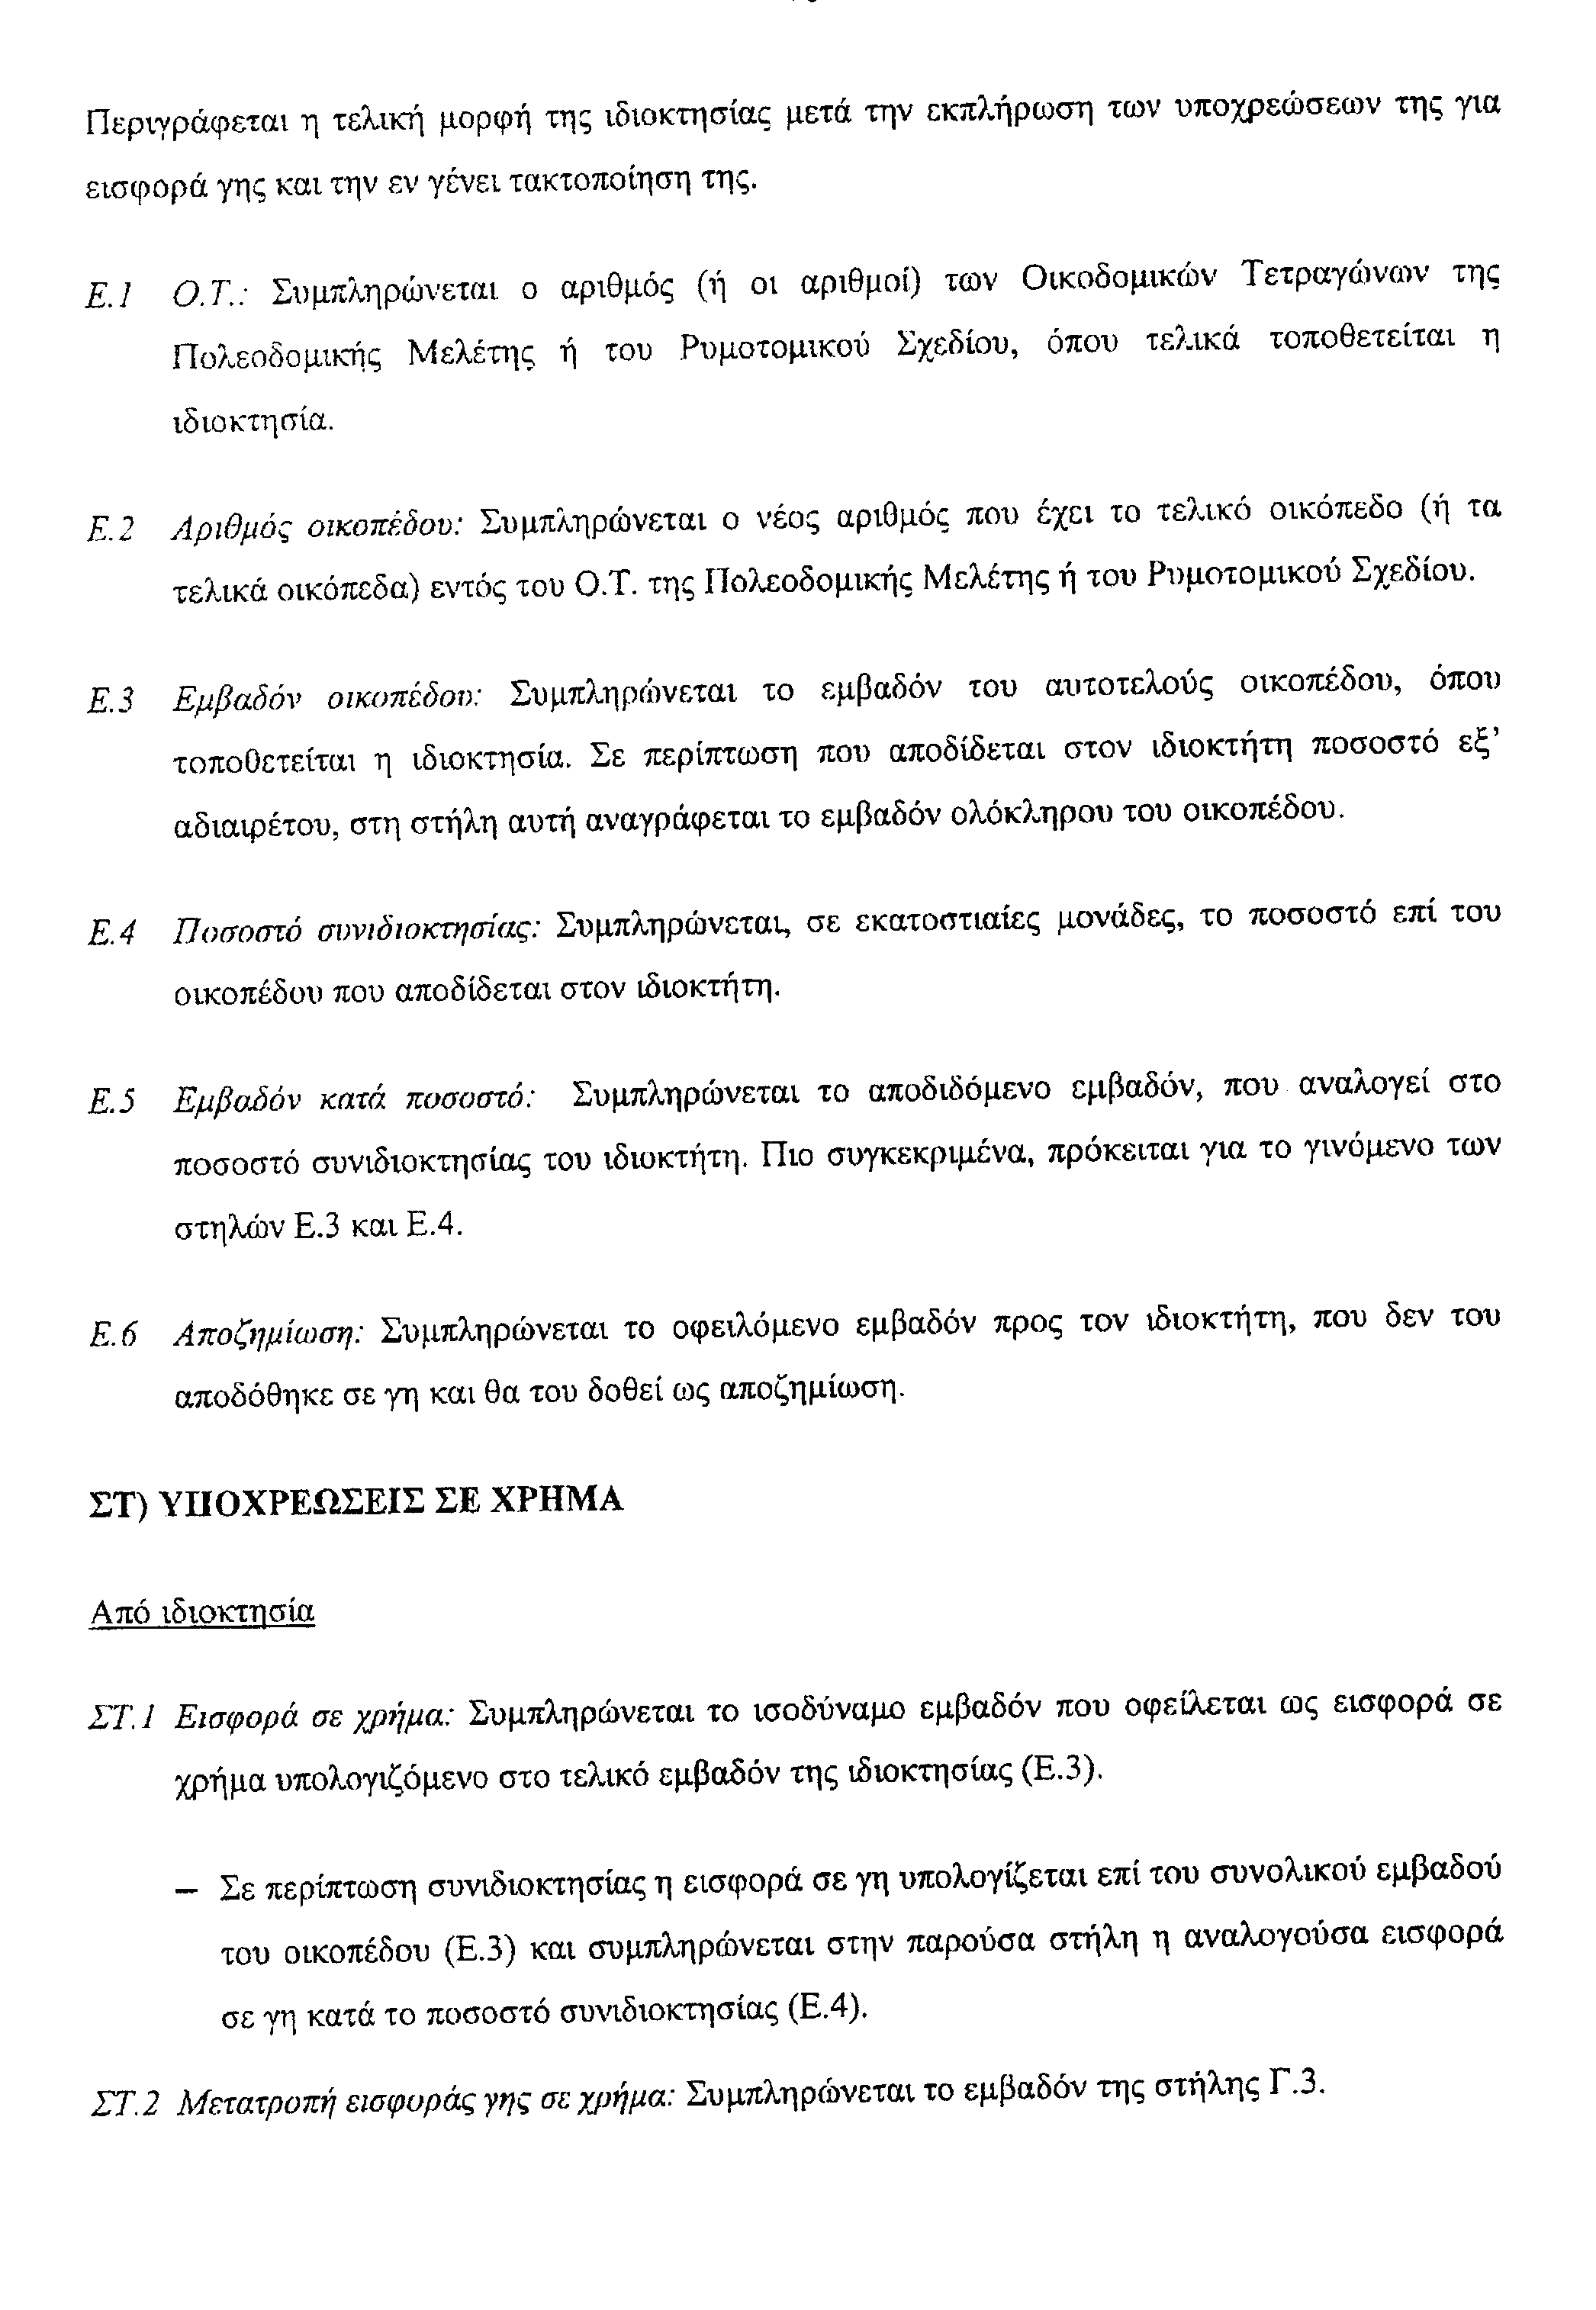 Περιγράφεται η τελική μορφή της ιδιοκτησίας μετά την εκπλήρωση των υποχρεώσεων της για
εισφορά γης και την εν γένει τακτοποίηση της.
Ε.1 Ο.Τ.: Συμπληρώνεται ο αριθμός (ή οι αριθμοί) των Οικοδομικών Τετραγώνων της
Πολεοδομικής Μελέτης ή του Ρυμοτομικού Σχεδίου, όπου τελικά τοποθετείται η
ιδιοκτησία.
Ε.2 Αριθμός οικοπέδου: Συμπληρώνεται ο νέος αριθμός που έχει το τελικό οικόπεδο (ή τα
τελικά οικόπεδα) εντός του Ο.Τ. της Πολεοδομικής Μελέτης ή του Ρυμοτομικού Σχεδίου.
Ε.3 Εμβαδόν οικοπέδου: Συμπληρώνεται το εμβαδόν του αυτοτελούς οικοπέδου, όπου
τοποθετείται η ιδιοκτησία. Σε περίπτωση που αποδίδεται στον ιδιοκτήτη ποσοστό εξ’
αδιαιρέτου, στη στήλη αυτή αναγράφεται το εμβαδόν ολόκληρου του οικοπέδου.
Ε.4 Ποσοστό συνιδιοκτησίας: Συμπληρώνεται, σε εκατοστιαίες μονάδες, το ποσοστό επί του
οικοπέδου που αποδίδεται στον ιδιοκτήτη.
Ε.5 Εμβαδόν κατά ποσοστό: Συμπληρώνεται το αποδιδόμενο εμβαδόν, που αναλογεί στο
ποσοστό συνιδιοκτησίας του ιδιοκτήτη. Πιο συγκεκριμένα, πρόκειται για το γινόμενο των
στηλών Ε.3 και Ε.4.
Ε.6 Αποζημίωση: Συμπληρώνεται το οφειλόμενο εμβαδόν προς τον ιδιοκτήτη, που δεν του
αποδόθηκε σε γη και θα του δοθεί ως αποζημίωση.
ΣΤ) ΥΠΟΧΡΕΩΣΕΙΣ ΣΕ ΧΡΗΜΑ
Από ιδιοκτησία
ΣΤ.1 Εισφορά σε χρήμα: Συμπληρώνεται το ισοδύναμο εμβαδόν που οφείλεται ως εισφορά σε
χρήμα υπολογιζόμενο στο τελικό εμβαδόν της ιδιοκτησίας (Ε.3).
– Σε περίπτωση συνιδιοκτησίας η εισφορά σε γη υπολογίζεται επί του συνολικού εμβαδού
του οικοπέδου (Ε.3) και συμπληρώνεται στην παρούσα στήλη η αναλογούσα εισφορά
σε γη κατά το ποσοστό συνιδιοκτησίας (Ε.4).
ΣΤ.2 Μετατροπή εισφοράς γης σε χρήμα: Συμπληρώνεται το εμβαδόν της στήλης Γ.3.